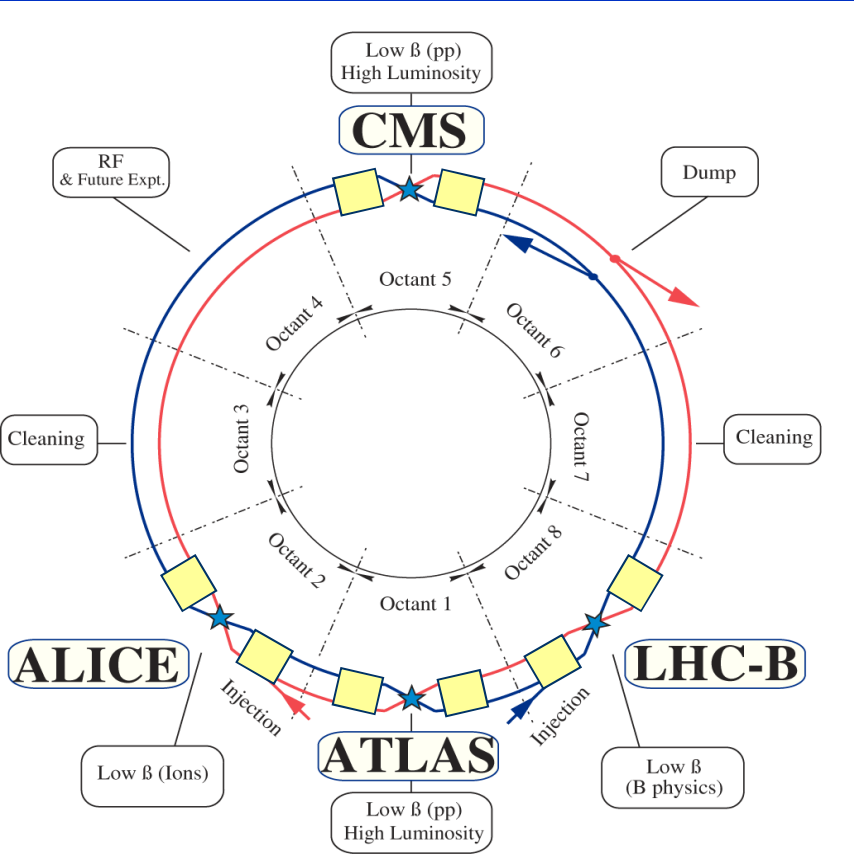 Low ß (pp)
High Luminosity
CMS
RF
& Future Expt.
Dump
Octant 5
Octant 4
Octant 6
Cleaning
Octant 3
Octant 7
Cleaning
Octant 2
Octant 8
Octant 1
ALICE
LHC-B
Injection
Injection
ATLAS
Low ß (Ions)
Low ß
(B physics)
Low ß (pp)
High Luminosity